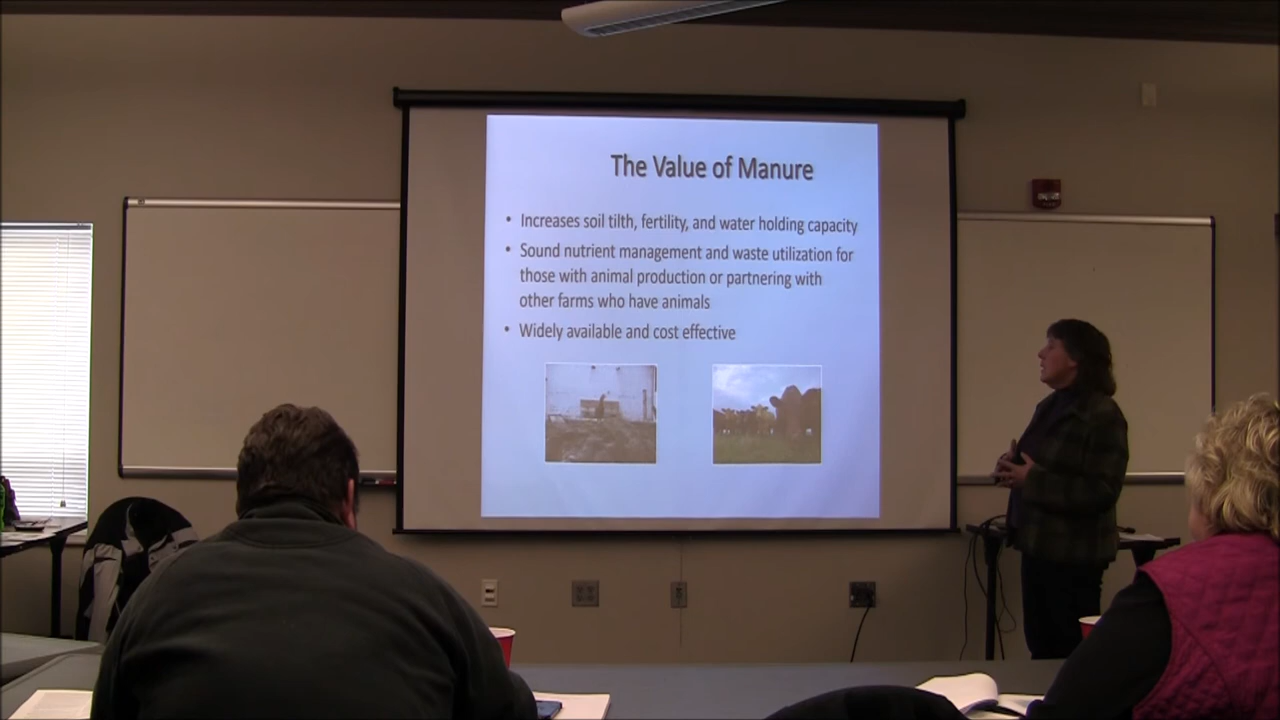 The Value of Manure
• Increases soil tilth, fertility, and water holding capacity
• Sound nutrient management and waste utilization for
those with animal production or partnering with
other farms who have animals
• Widely available and cost effective